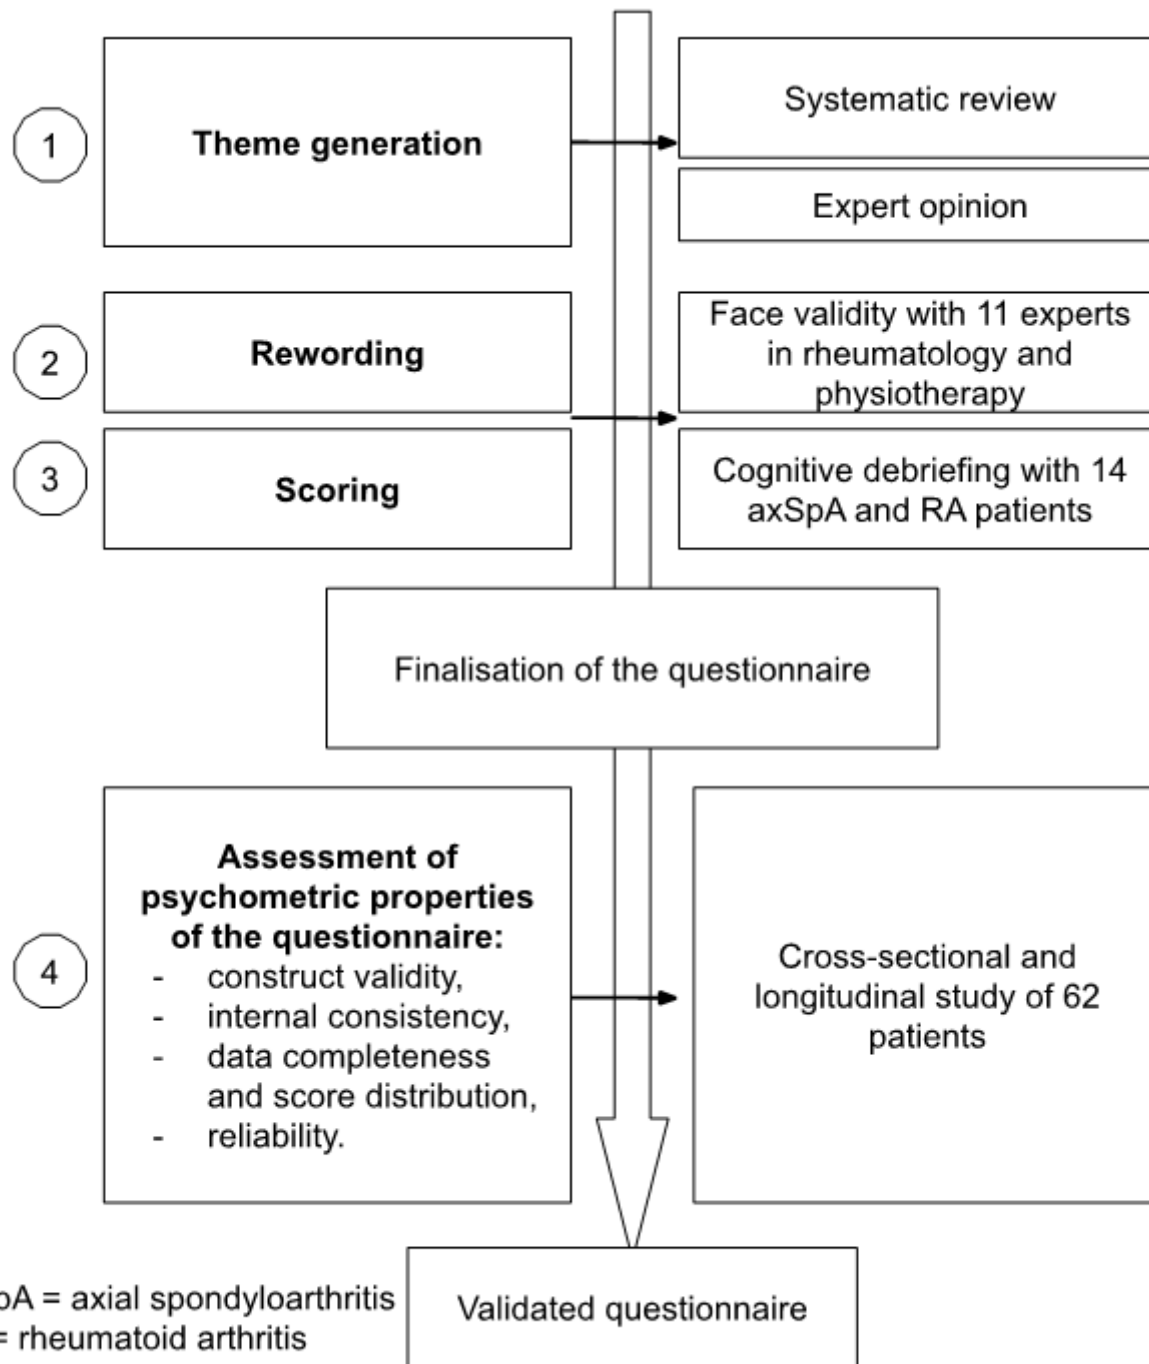 1
Theme generation
Systematic review
Expert opinion
2
Rewording
Face validity with 11 experts
in rheumatology and
physiotherapy
3
Scoring
Cognitive debriefing with 14
axSpA and RA patients
Finalisation of the questionnaire
4
Assessment of
psychometric properties
of the questionnaire:
- construct validity,
- internal consistency,
- data completeness
and score distribution,
- reliability.
Cross-sectional and
longitudinal study of 62
patients
pA = axial spondyloarthritis
= rheumatoid arthritis
Validated questionnaire